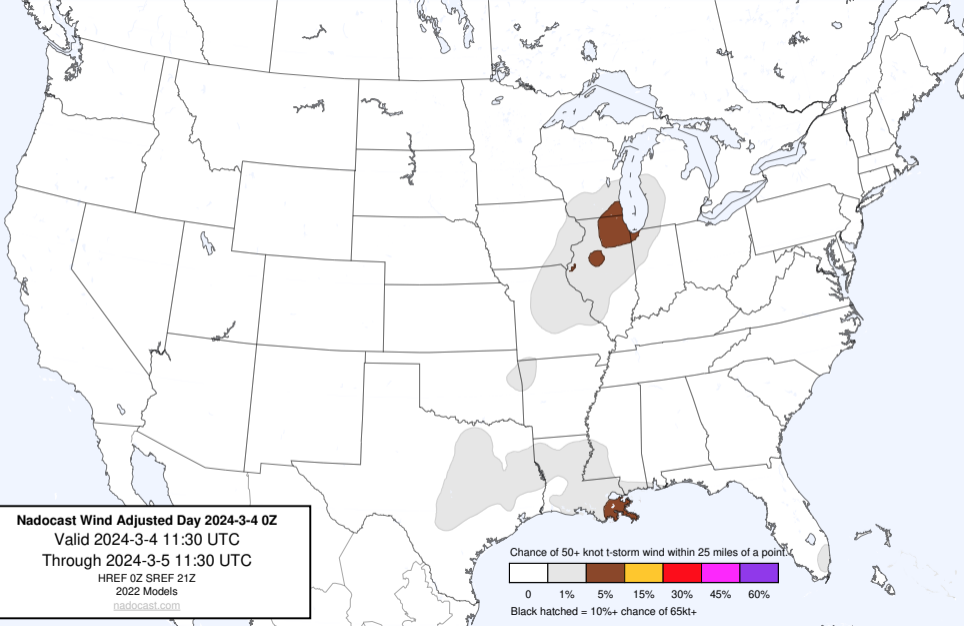 Nadocast Wind Adjusted Day 2024-3-4 0Z
Valid 2024-3-4 11:30 UTC
Through 2024-3-5 11:30 UTC
HREF 0Z SREF 21Z
2022 Models
nadocast.com
Chance of 50+ knot t-storm wind within 25 miles of a point.
0 1% 5% 15% 30% 45% 60%
Black hatched = 10%+ chance of 65kt+